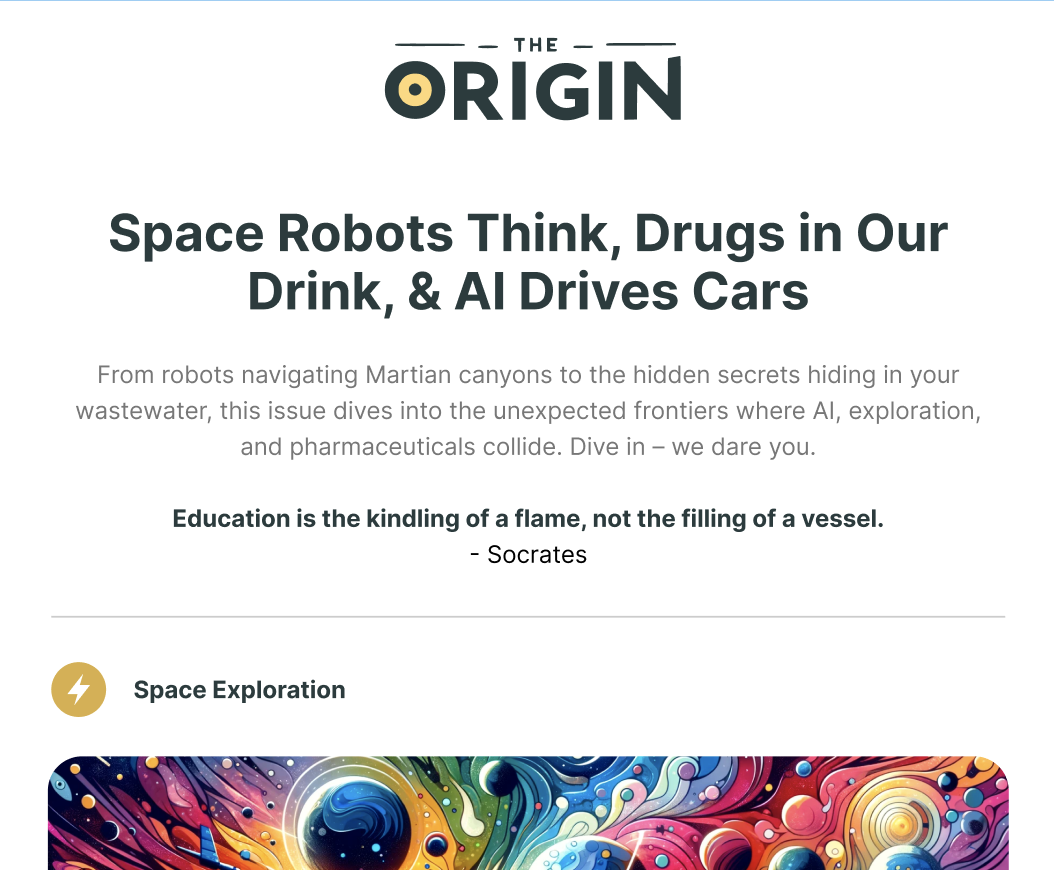 THE
ORIGIN
Space Robots Think, Drugs in Our
Drink, & AI Drives Cars
From robots navigating Martian canyons to the hidden secrets hiding in your
wastewater, this issue dives into the unexpected frontiers where AI, exploration,
and pharmaceuticals collide. Dive in – we dare you.
Education is the kindling of a flame, not the filling of a vessel.
- Socrates
Space Exploration